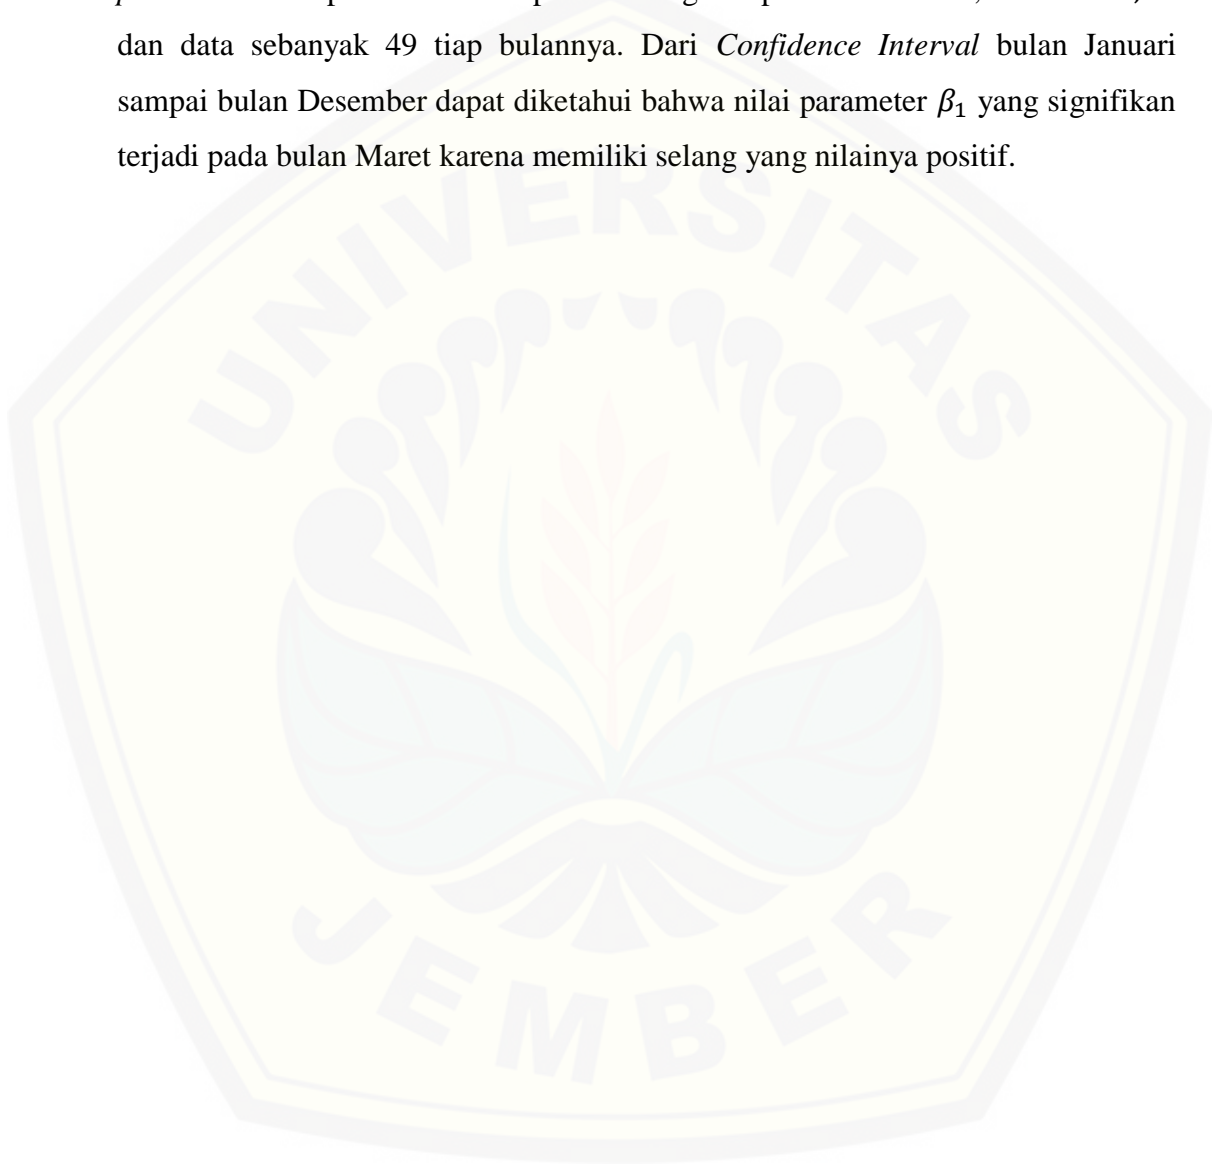 dan data sebanyak 49 tiap bulannya. Dari Confidence Interval bulan Januari
sampai bulan Desember dapat diketahui bahwa nilai parameter β₁ yang signifikan
terjadi pada bulan Maret karena memiliki selang yang nilainya positif.
UNIVERSITAS
JEMBER